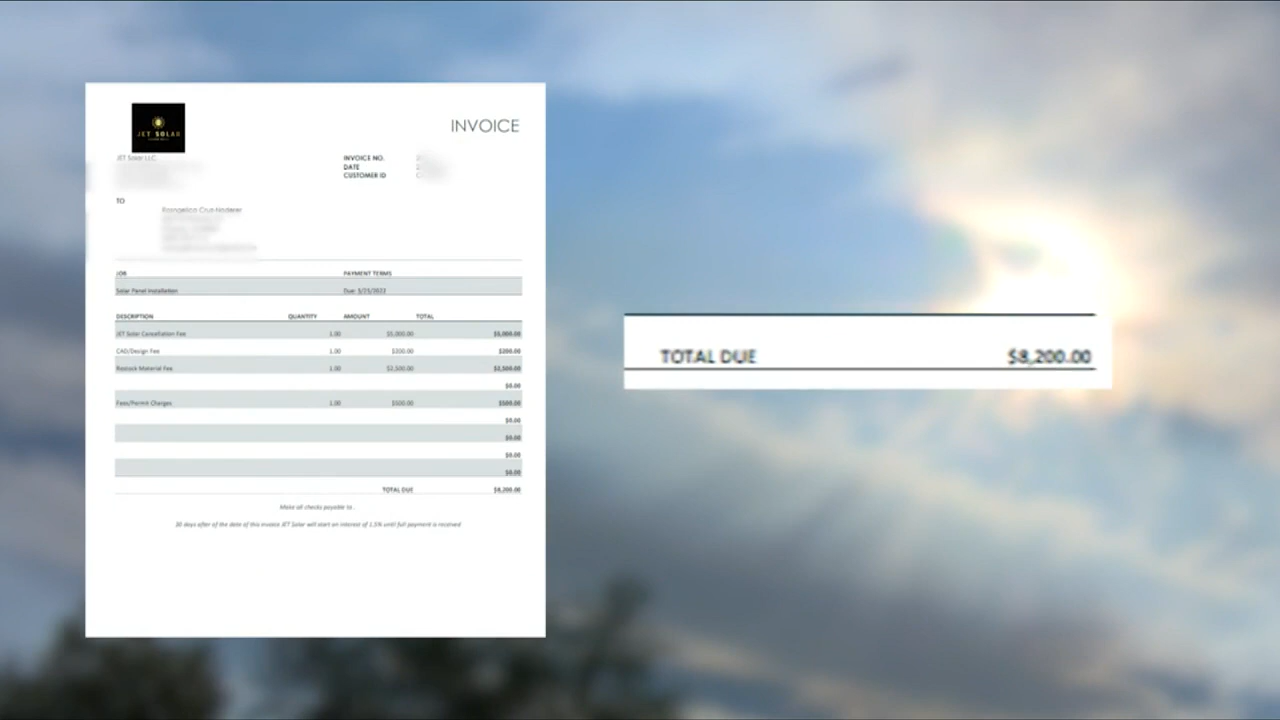 JET SOLAR
INVOICE
JET Solar LLC
INVOICE NO.
DATE
CUSTOMER ID
TO
JOB PAYMENT TERMS
Solar Panel Installation Due: 3/23/2022
DESCRIPTION QUANTITY AMOUNT TOTAL
JET Solar Cancellation Fee 1.00 $5,000.00 $5,000.00
CAD/Design Fee 1.00 $200.00 $200.00
Restock Material Fee 1.00 $2,500.00 $2,500.00
$0.00
Fees/Permit Charges 1.00 $500.00 $500.00
$0.00
$0.00
$0.00
$0.00
TOTAL DUE $8,200.00
Make all checks payable to .
30 days after of the date of this invoice JET Solar will start an interest of 1.5% until full payment is received
TOTAL DUE $8,200.00